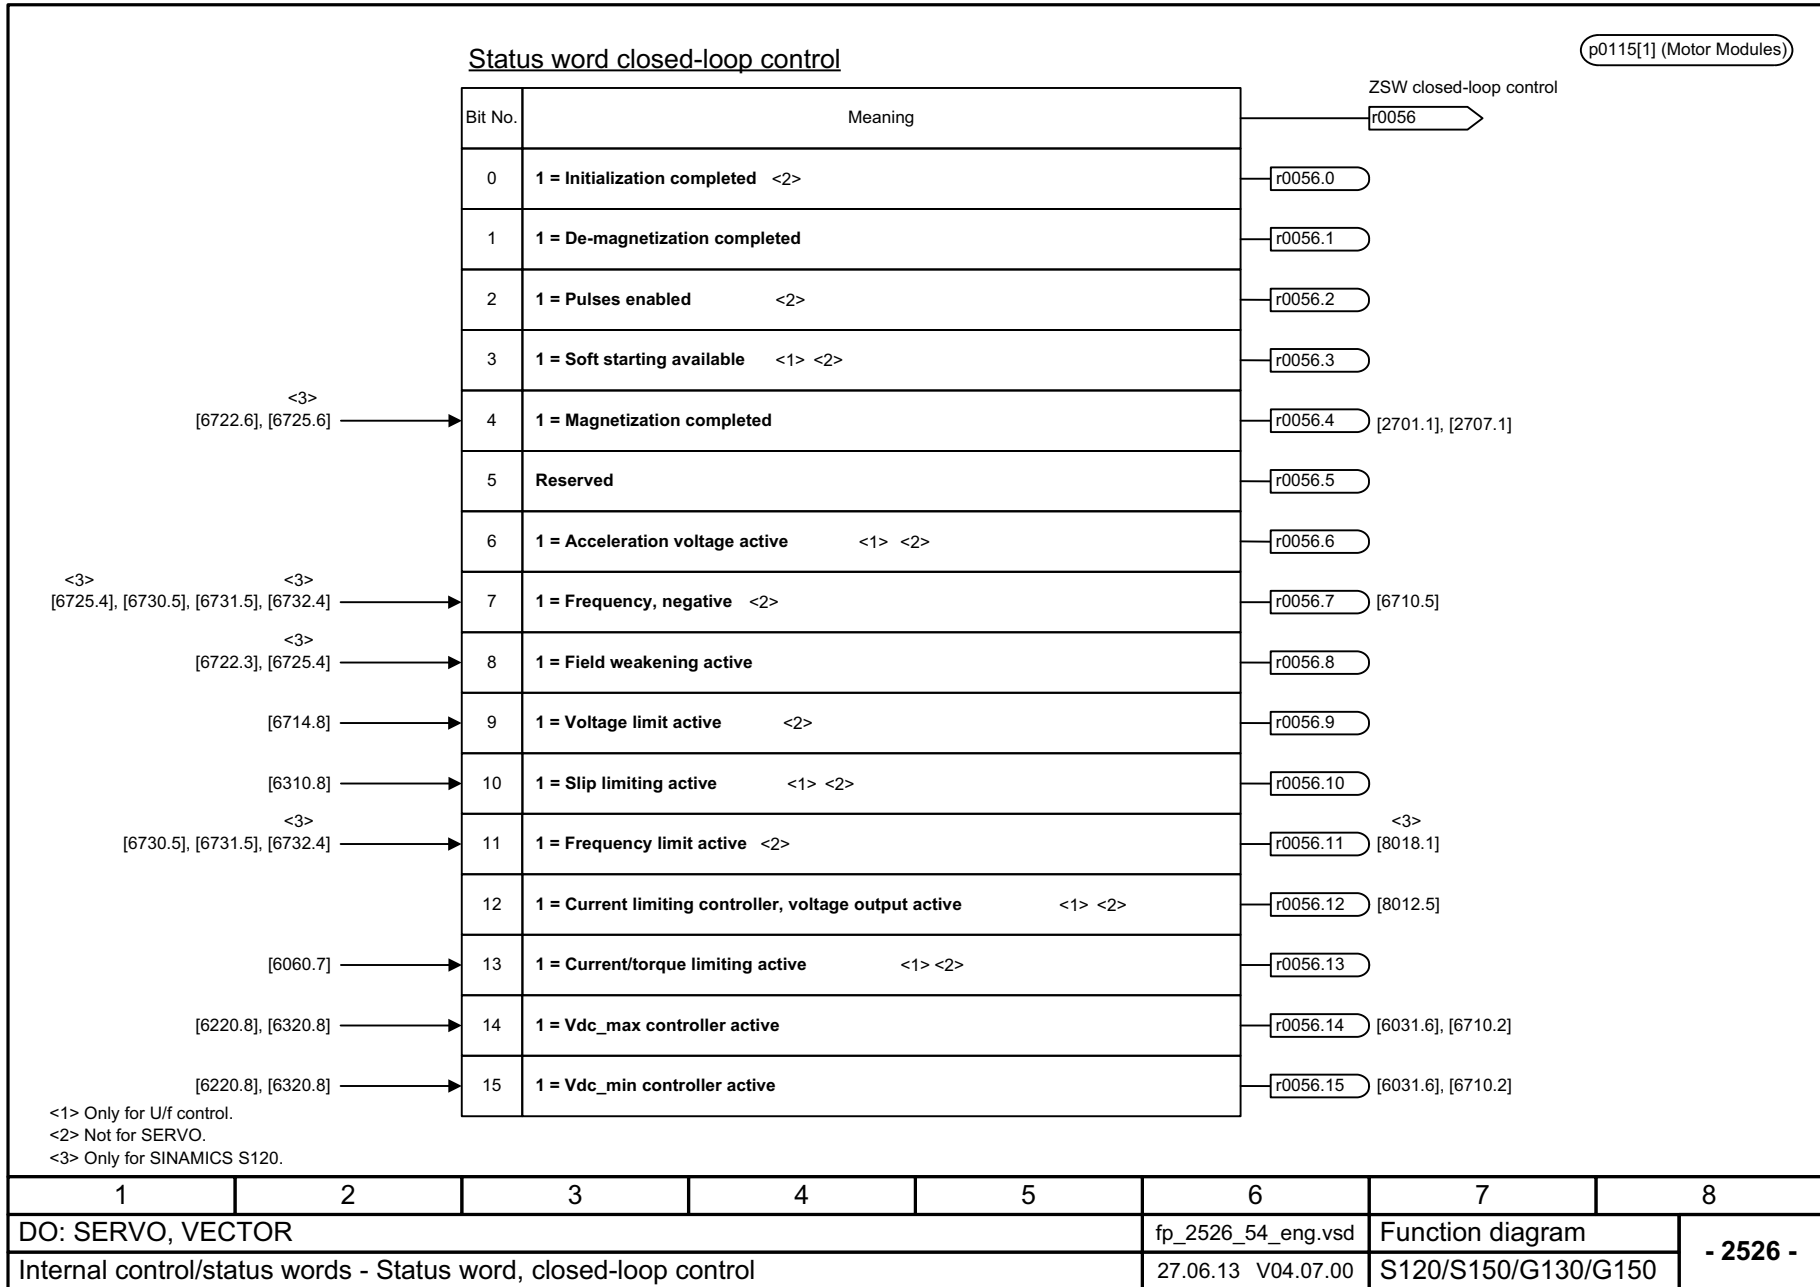 Status word closed-loop control
p0115[1] (Motor Modules)
ZSW closed-loop control
Bit No. Meaning r0056
0 1 = Initialization completed <2> r0056.0
1 1 = De-magnetization completed r0056.1
2 1 = Pulses enabled <2> r0056.2
3 1 = Soft starting available <1> <2> r0056.3
<3>
[6722.6], [6725.6] 4 1 = Magnetization completed r0056.4 [2701.1], [2707.1]
5 Reserved r0056.5
6 1 = Acceleration voltage active <1> <2> r0056.6
<3> <3>
[6725.4], [6730.5], [6731.5], [6732.4] 7 1 = Frequency, negative <2> r0056.7 [6710.5]
<3>
[6722.3], [6725.4] 8 1 = Field weakening active r0056.8
[6714.8] 9 1 = Voltage limit active <2> r0056.9
[6310.8] 10 1 = Slip limiting active <1> <2> r0056.10
<3> <3>
[6730.5], [6731.5], [6732.4] 11 1 = Frequency limit active <2> r0056.11 [8018.1]
12 1 = Current limiting controller, voltage output active <1> <2> r0056.12 [8012.5]
[6060.7] 13 1 = Current/torque limiting active <1> <2> r0056.13
[6220.8], [6320.8] 14 1 = Vdc_max controller active r0056.14 [6031.6], [6710.2]
[6220.8], [6320.8] 15 1 = Vdc_min controller active r0056.15 [6031.6], [6710.2]
<1> Only for U/f control.
<2> Not for SERVO.
<3> Only for SINAMICS S120.
1 2 3 4 5 6 7 8
DO: SERVO, VECTOR fp_2526_54_eng.vsd Function diagram - 2526 -
Internal control/status words - Status word, closed-loop control 27.06.13 V04.07.00 S120/S150/G130/G150